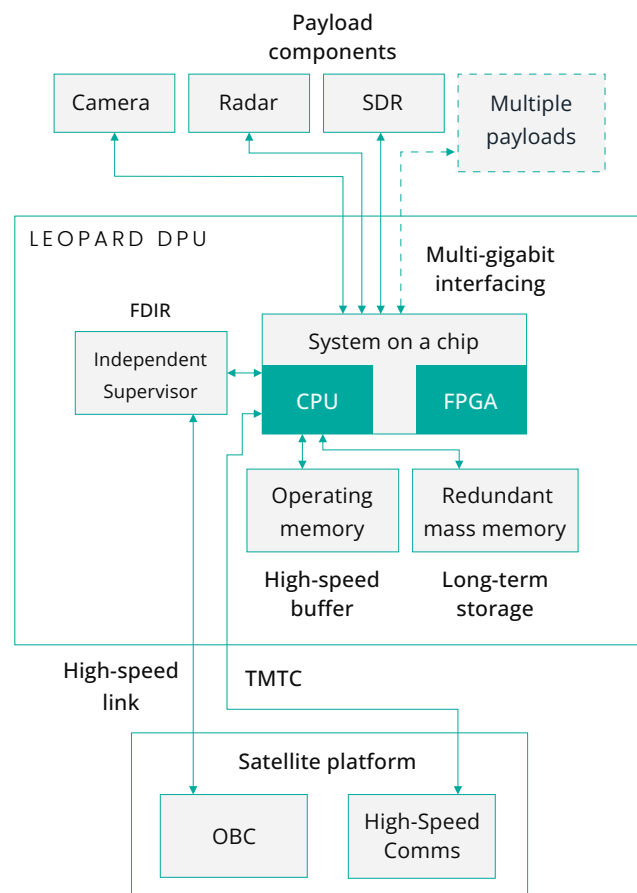 Payload
components
Camera
Radar
SDR
Multiple
payloads
LEOPARD DPU
Multi-gigabit
interfacing
FDIR
Independent
Supervisor
System on a chip
CPU
FPGA
Operating
memory
Redundant
mass memory
High-speed
buffer
Long-term
storage
High-speed
link
TMTC
Satellite platform
OBC
High-Speed
Comms